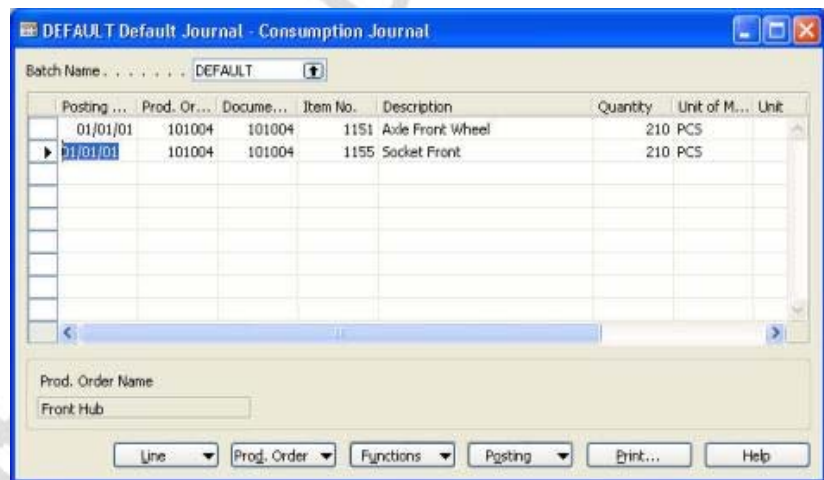 DEFAULT Default Journal - Consumption Journal
Batch Name . . . . . . . DEFAULT
Posting ... Prod. Or... Docume... Item No. Description Quantity Unit of M... Unit
01/01/01 101004 101004 1151 Axle Front Wheel 210 PCS
01/01/01 101004 101004 1155 Socket Front 210 PCS
Prod. Order Name
Front Hub
Line Prod. Order Functions Posting Print... Help